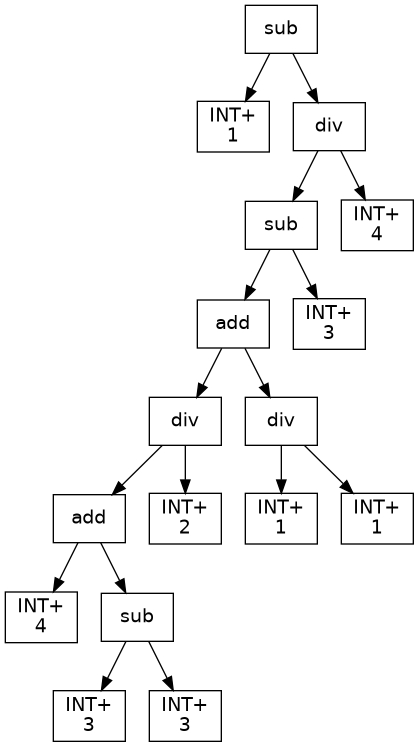 sub
INT+
1
div
sub
INT+
4
add
INT+
3
div
div
add
INT+
2
INT+
1
INT+
1
INT+
4
sub
INT+
3
INT+
3